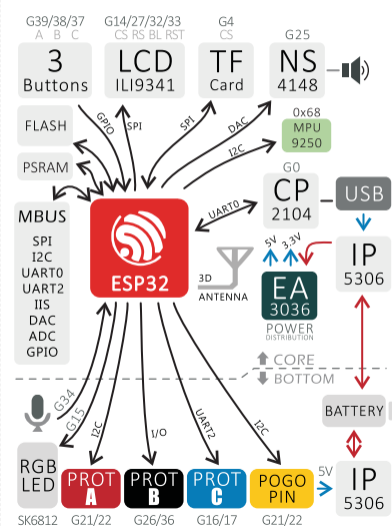 G39/38/37
A B C
G14/27/32/33
CS RS BL RST
G4
CS
G25
3
Buttons
LCD
ILI9341
TF
Card
NS
4148
FLASH
PSRAM
GPIO
SPI
SPI
DAC
I2C
0x68
MPU
9250
G0
CP
2104
USB
UART0
MBUS
SPI
I2C
UART0
UART2
IIS
DAC
ADC
GPIO
ESP32
3D
ANTENNA
5V
3.3V
EA
3036
POWER
DISTRIBUTION
IP
5306
CORE
BOTTOM
G34
G15
I2C
I/O
UART2
I2C
BATTERY
RGB
LED
SK6812
PROT
A
G21/22
PROT
B
G26/36
PROT
C
G16/17
POGO
PIN
G21/22
5V
IP
5306